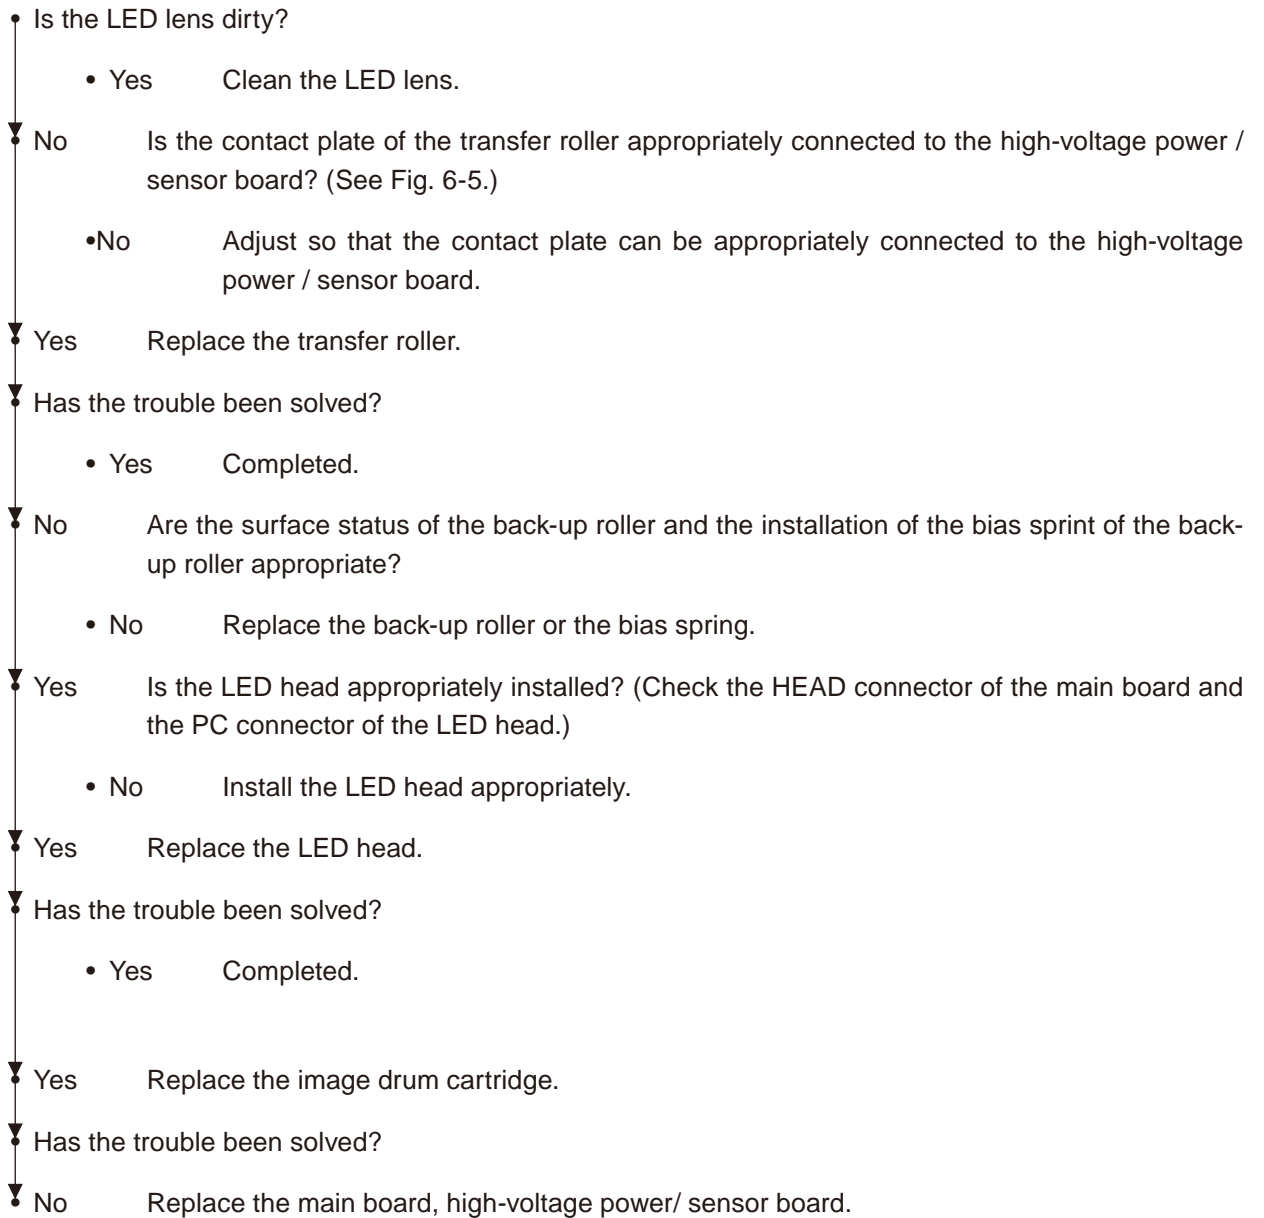 • Is the LED lens dirty?
• Yes Clean the LED lens.
• No Is the contact plate of the transfer roller appropriately connected to the high-voltage power /
sensor board? (See Fig. 6-5.)
•No Adjust so that the contact plate can be appropriately connected to the high-voltage
power / sensor board.
• Yes Replace the transfer roller.
• Has the trouble been solved?
• Yes Completed.
• No Are the surface status of the back-up roller and the installation of the bias sprint of the back-
up roller appropriate?
• No Replace the back-up roller or the bias spring.
• Yes Is the LED head appropriately installed? (Check the HEAD connector of the main board and
the PC connector of the LED head.)
• No Install the LED head appropriately.
• Yes Replace the LED head.
• Has the trouble been solved?
• Yes Completed.
• Yes Replace the image drum cartridge.
• Has the trouble been solved?
• No Replace the main board, high-voltage power/ sensor board.